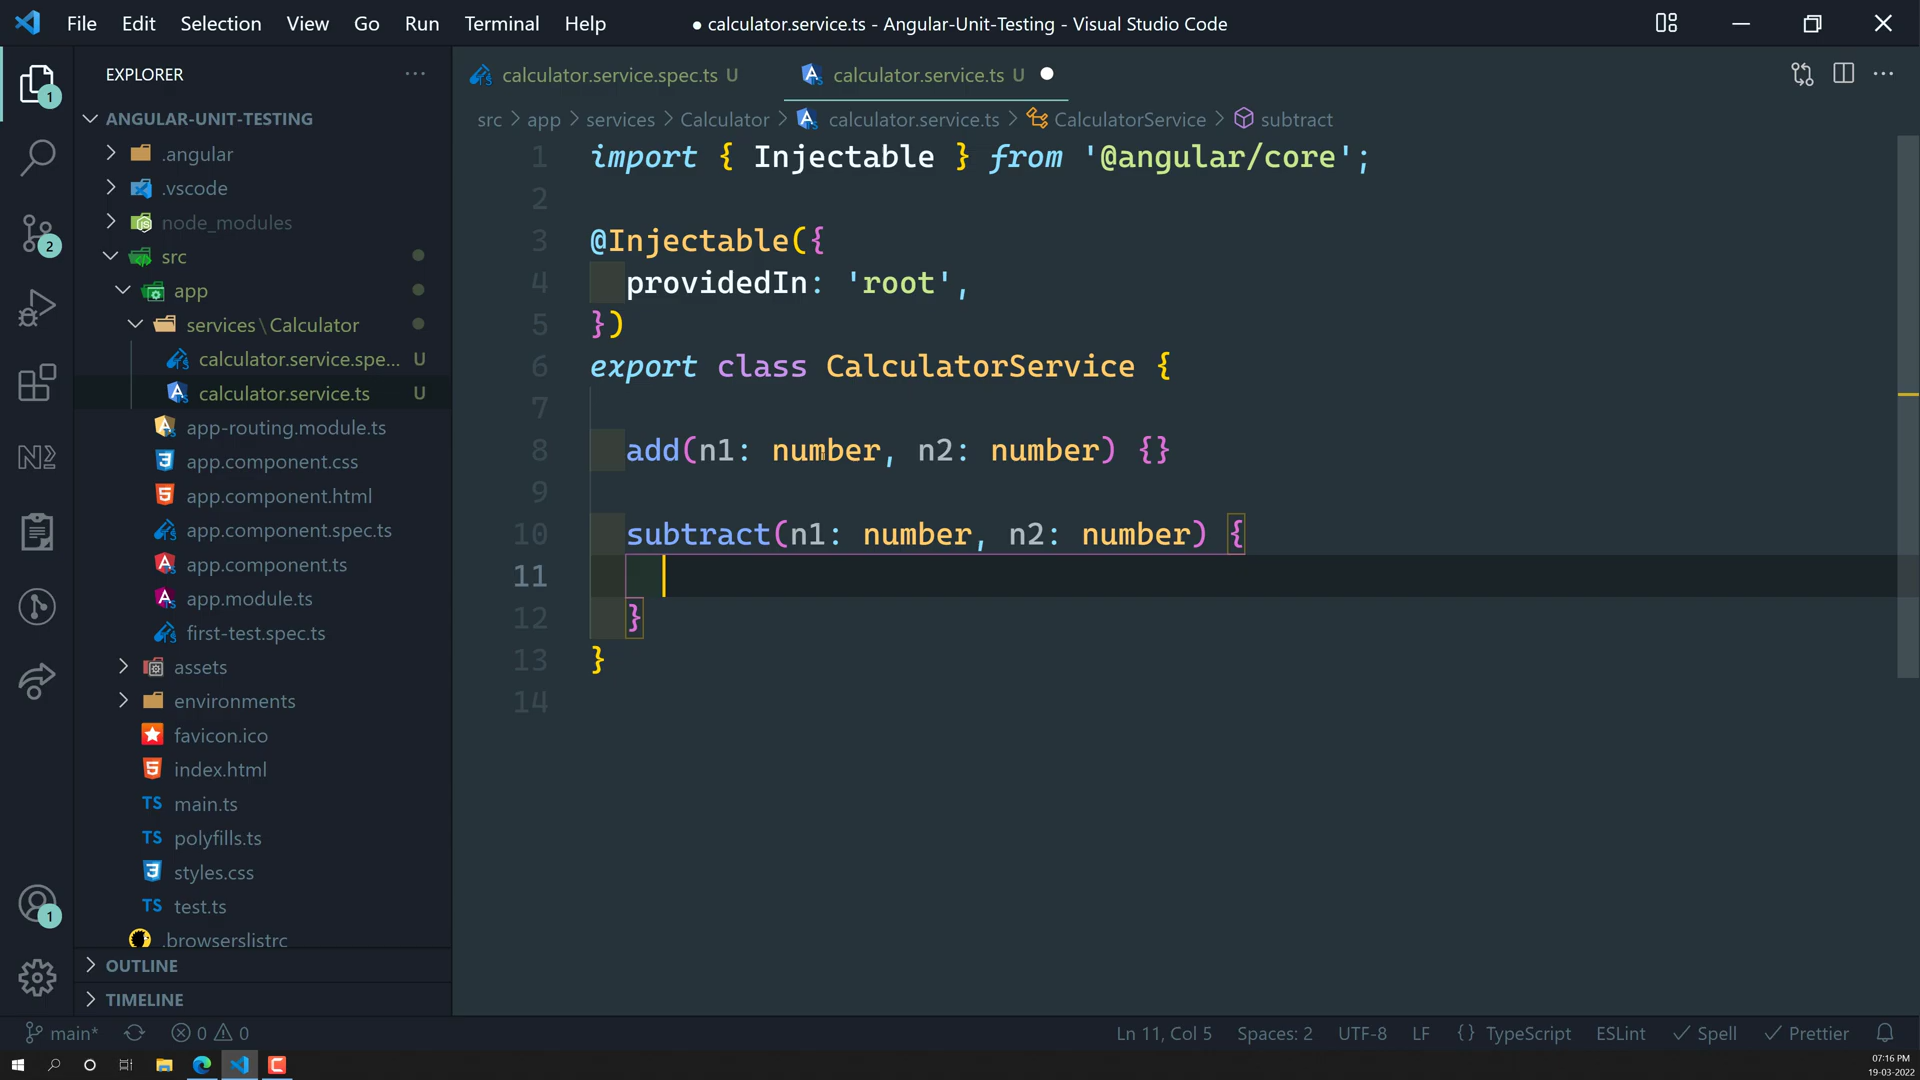 File Edit Selection View Go Run Terminal Help
● calculator.service.ts - Angular-Unit-Testing - Visual Studio Code
EXPLORER
ANGULAR-UNIT-TESTING
.angular
.vscode
node_modules
src
app
services\Calculator
calculator.service.spe... U
calculator.service.ts U
app-routing.module.ts
app.component.css
app.component.html
app.component.spec.ts
app.component.ts
app.module.ts
first-test.spec.ts
assets
environments
favicon.ico
index.html
TS main.ts
TS polyfills.ts
styles.css
TS test.ts
.browserslistrc
OUTLINE
TIMELINE
1
2
1
calculator.service.spec.ts U
calculator.service.ts U ●
src > app > services > Calculator > calculator.service.ts > CalculatorService > subtract
1 import { Injectable } from '@angular/core';
2
3 @Injectable({
4 providedIn: 'root',
5 })
6 export class CalculatorService {
7
8 add(n1: number, n2: number) {}
9
10 subtract(n1: number, n2: number) {
11
12 }
13 }
14
main* 0 0
Ln 11, Col 5 Spaces: 2 UTF-8 LF {} TypeScript ESLint ✓ Spell ✓ Prettier
07:16 PM
19-03-2022